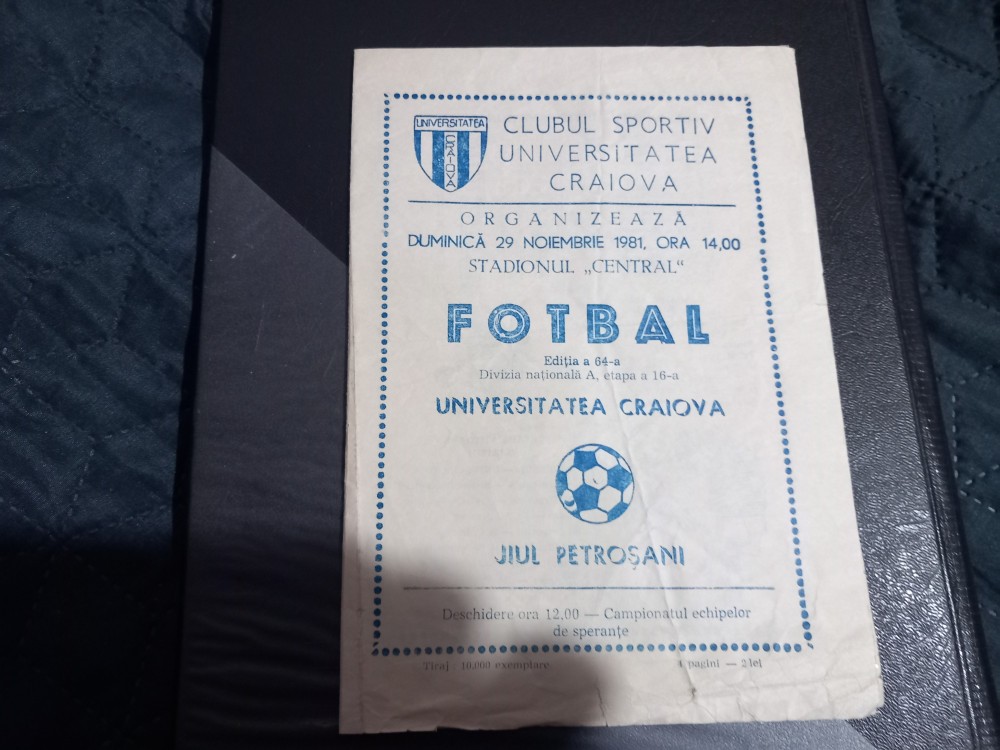 UNIVERSITATEA
CRAIOVA
CLUBUL SPORTIV
UNIVERSITATEA
CRAIOVA
ORGANIZEAZĂ
DUMINICĂ 29 NOIEMBRIE 1981, ORA 14,00
STADIONUL „CENTRAL“
FOTBAL
Ediția a 64-a
Divizia națională A, etapa a 16-a
UNIVERSITATEA CRAIOVA
JIUL PETROȘANI
Deschidere ora 12,00 — Campionatul echipelor
de speranțe
Tiraj : 10.000 exemplare.
4 pagini — 2 lei